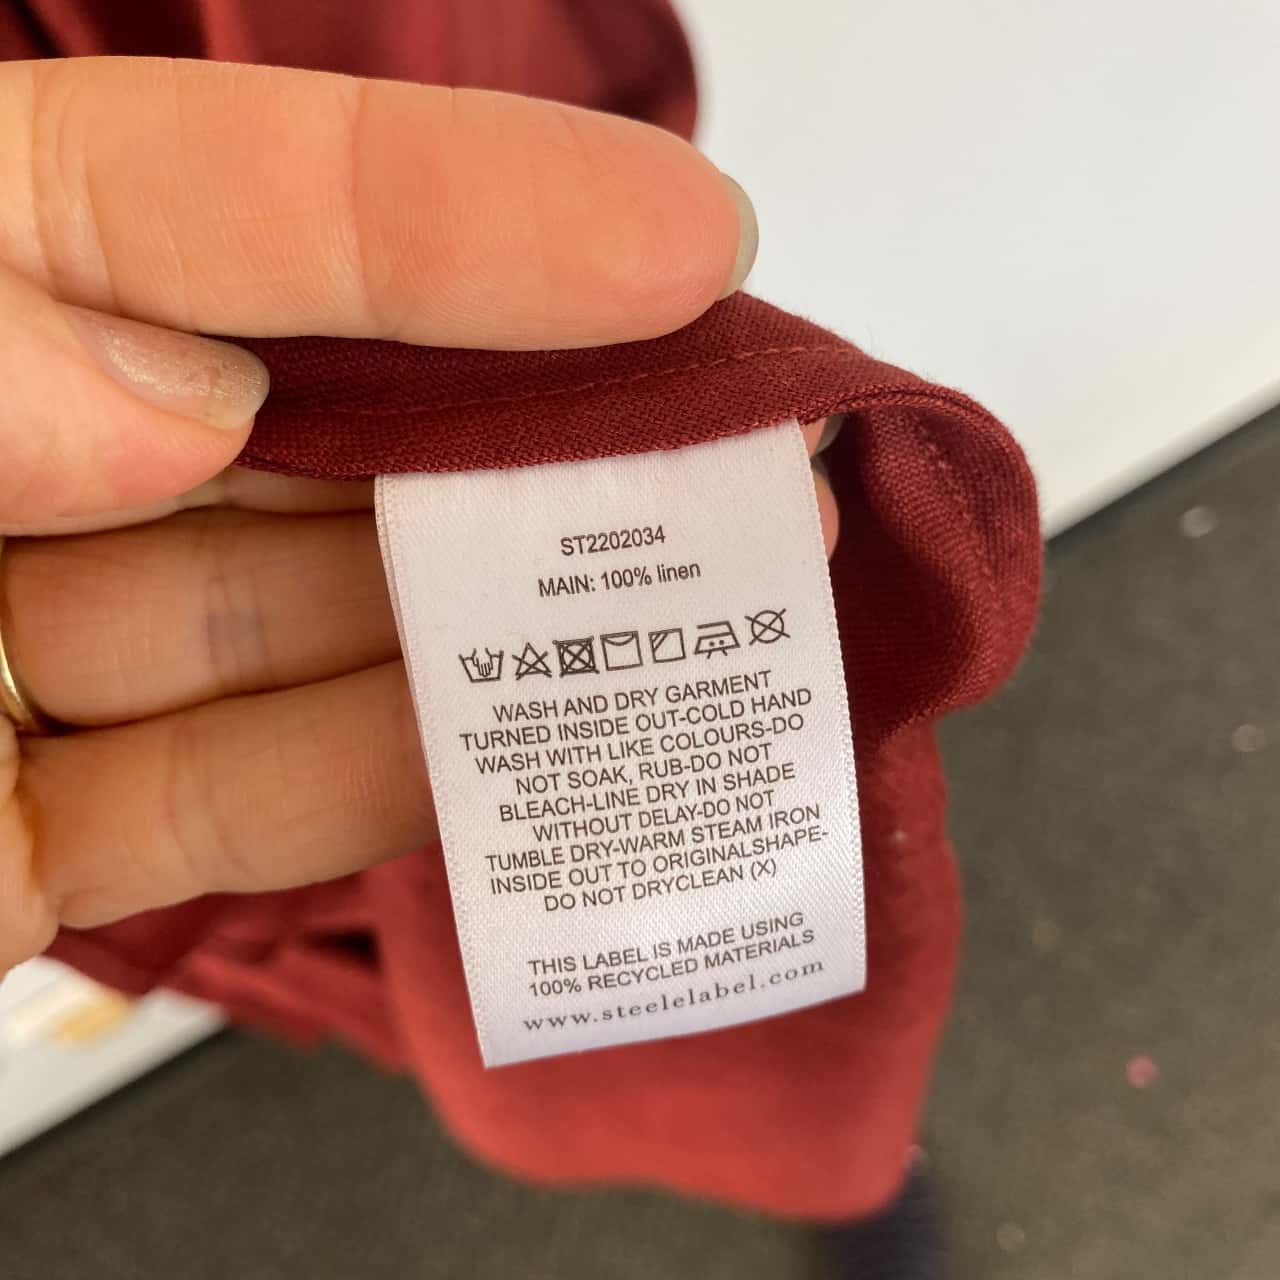 ST2202034
MAIN: 100% linen
WASH AND DRY GARMENT
TURNED INSIDE OUT-COLD HAND
WASH WITH LIKE COLOURS-DO
NOT SOAK, RUB-DO NOT
BLEACH-LINE DRY IN SHADE
WITHOUT DELAY-DO NOT
TUMBLE DRY-WARM STEAM IRON
INSIDE OUT TO ORIGINALSHAPE-
DO NOT DRYCLEAN (X)
THIS LABEL IS MADE USING
100% RECYCLED MATERIALS
www.steelelabel.com